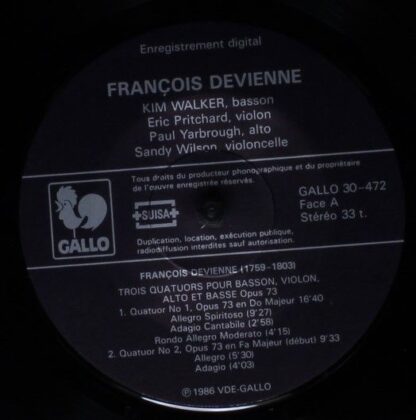 Enregistrement digital
FRANÇOIS DEVIENNE
KIM WALKER, basson
Eric Pritchard, violon
Paul Yarbrough, alto
Sandy Wilson, violoncelle
Tous droits du producteur phonographique et du propriétaire
de l'œuvre enregistrée réservés.
GALLO 30-472
Face A
Stéréo 33 t.
SUISA
GALLO
Duplication, location, exécution publique,
radiodiffusion interdites sauf autorisation.
FRANÇOIS DEVIENNE (1759-1803)
TROIS QUATUORS POUR BASSON, VIOLON,
ALTO ET BASSE Opus 73
1. Quatuor No 1, Opus 73 en Do Majeur 16'40
Allegro Spiritoso (9'27)
Adagio Cantabile (2'58)
Rondo Allegro Moderato (4'15)
2. Quatuor No 2, Opus 73 en Fa Majeur (début) 9'33
Allegro (5'30)
Adagio (4'03)
Ⓟ 1986 VDE-GALLO